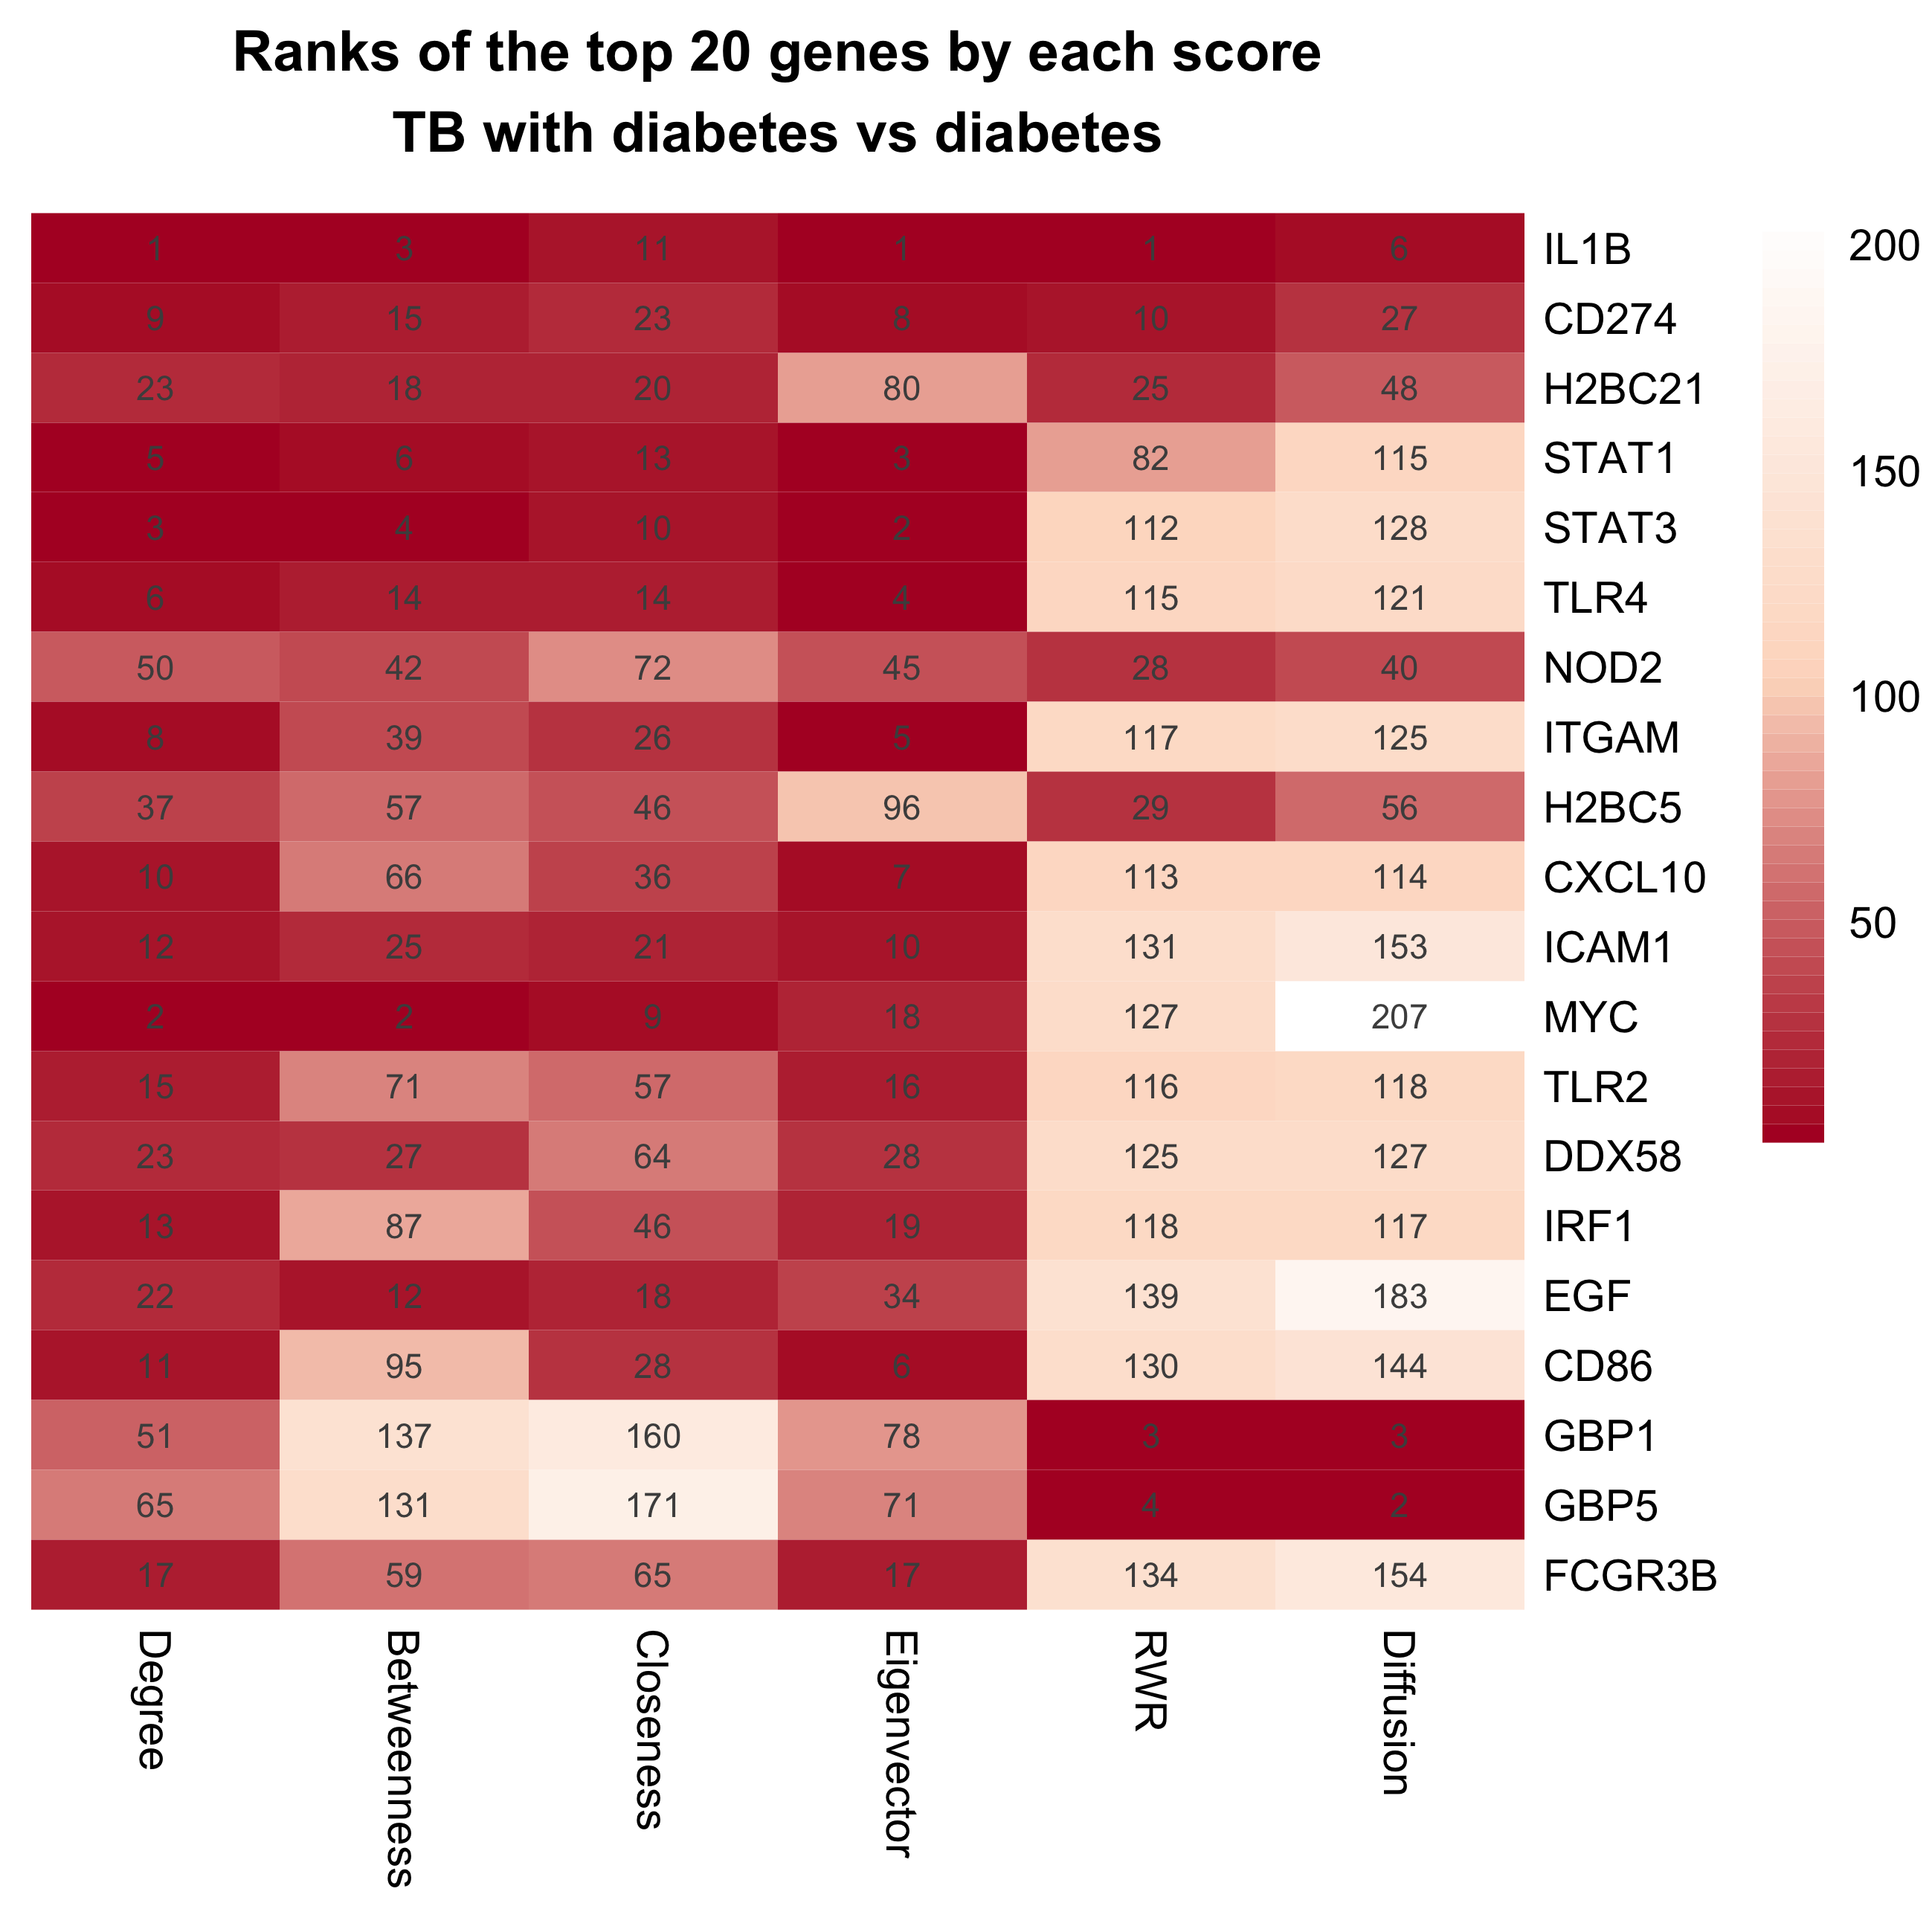 Ranks of the top 20 genes by each score
TB with diabetes vs diabetes
1 3 11 1 1 6 IL1B
9 15 23 8 10 27 CD274
23 18 20 80 25 48 H2BC21
5 6 13 3 82 115 STAT1
3 4 10 2 112 128 STAT3
6 14 14 4 115 121 TLR4
50 42 72 45 28 40 NOD2
8 39 26 5 117 125 ITGAM
37 57 46 96 29 56 H2BC5
10 66 36 7 113 114 CXCL10
12 25 21 10 131 153 ICAM1
2 2 9 18 127 207 MYC
15 71 57 16 116 118 TLR2
23 27 64 28 125 127 DDX58
13 87 46 19 118 117 IRF1
22 12 18 34 139 183 EGF
11 95 28 6 130 144 CD86
51 137 160 78 3 3 GBP1
65 131 171 71 4 2 GBP5
17 59 65 17 134 154 FCGR3B
Degree
Betweenness
Closeness
Eigenvector
RWR
Diffusion
200
150
100
50